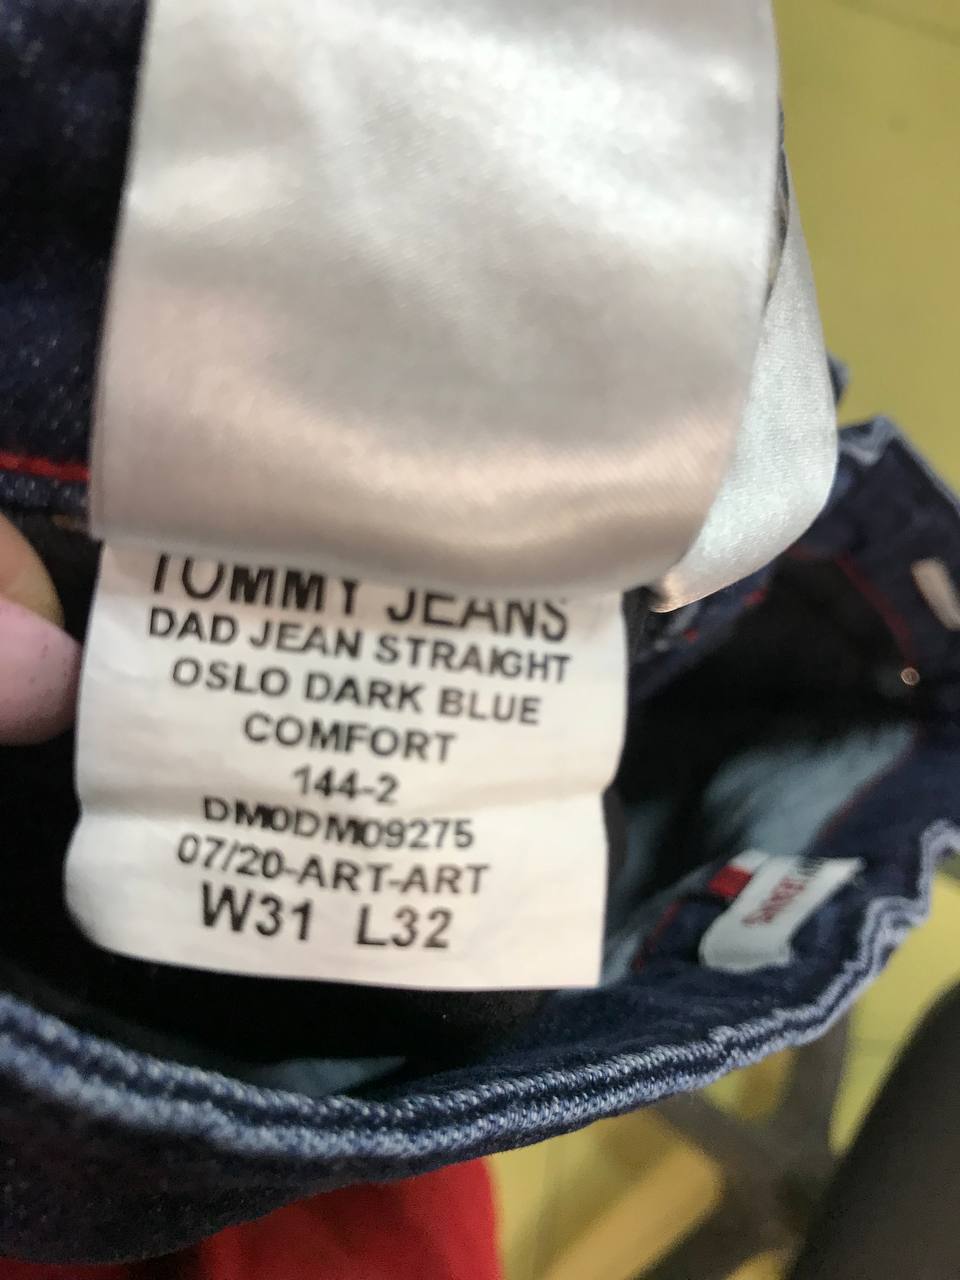 TOMMY JEANS
DAD JEAN STRAIGHT
OSLO DARK BLUE
COMFORT
144-2
DM0DM09275
07/20-ART-ART
W31 L32